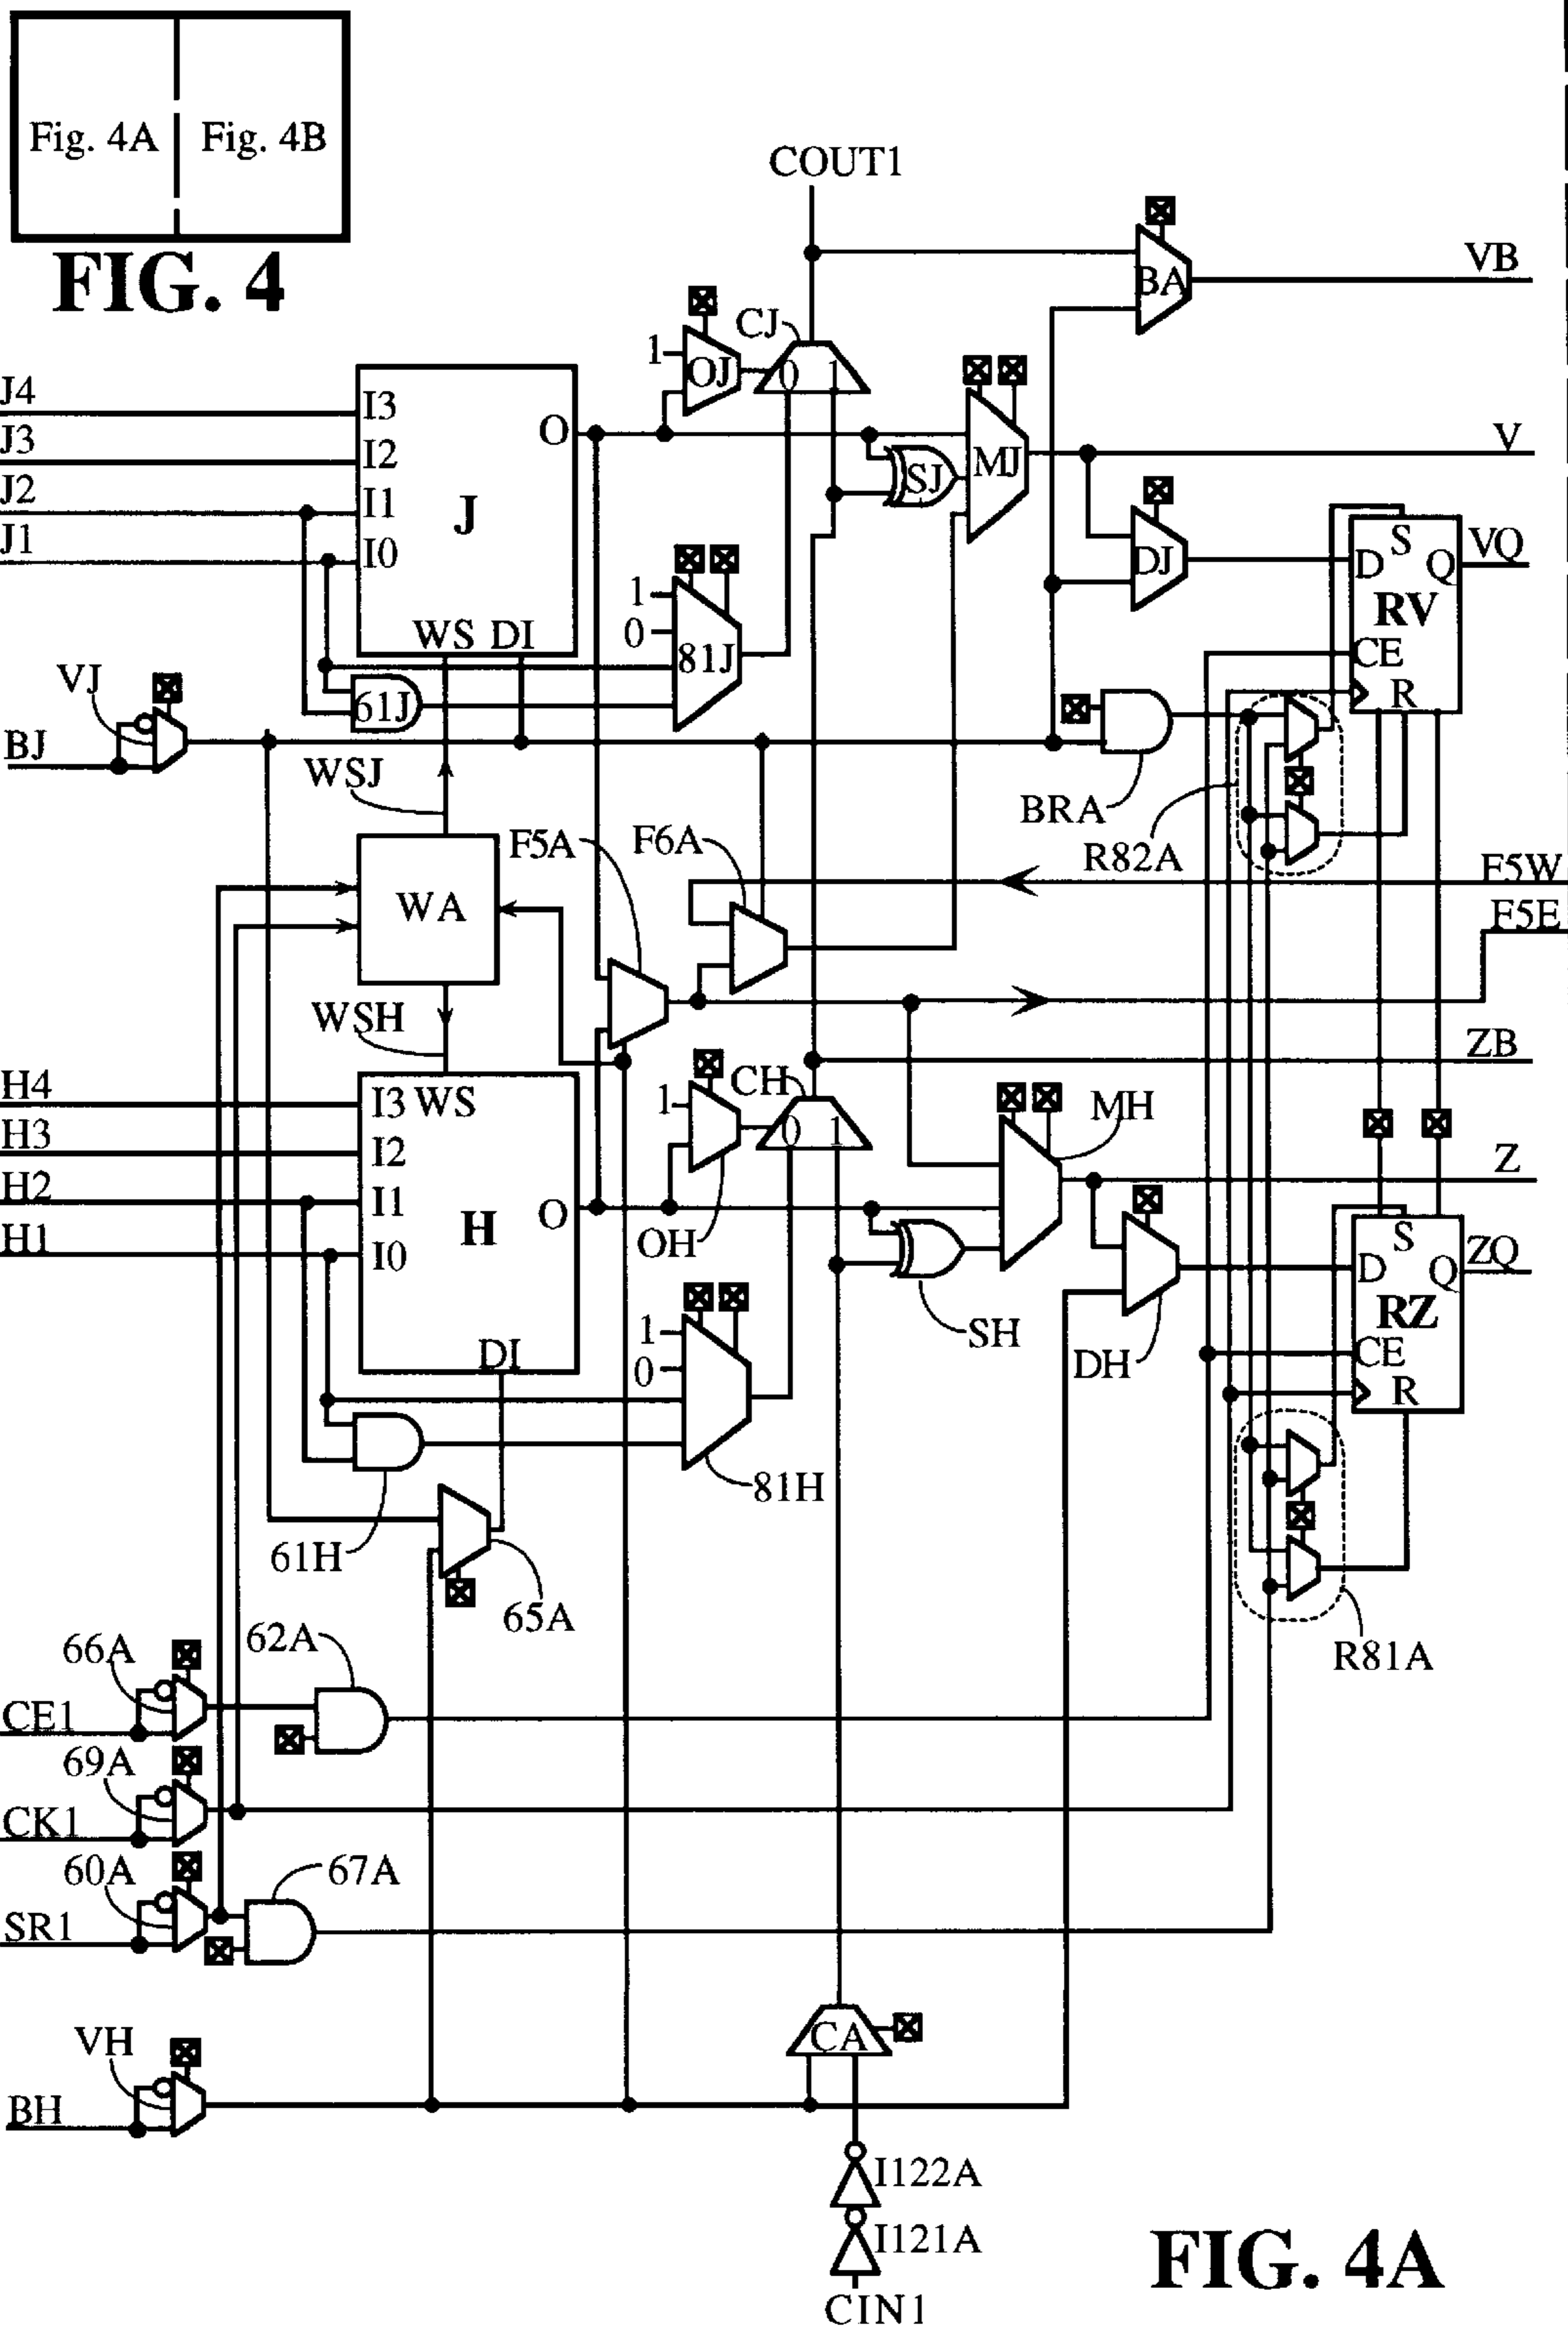 Fig. 4A Fig. 4B
FIG. 4
COUT1
BA
VB
CJ
1
OJ
0 1
J4
J3
J2
J1
I3
I2
I1
I0
O
J
WS DI
SJ
MJ
V
DJ
S
D Q
RV
CE
R
VQ
1
0
81J
61J
VJ
BJ
WSJ
BRA
R82A
F5A
F6A
F5W
F5E
WA
WSH
ZB
H4
H3
H2
H1
I3 WS
I2
I1
I0
O
H
DI
CH
1
0 1
OH
MH
Z
SH
DH
S
D Q
RZ
CE
R
ZQ
1
0
81H
61H
65A
R81A
66A
62A
CE1
69A
CK1
60A
67A
SR1
VH
BH
CA
I122A
I121A
CIN1
FIG. 4A